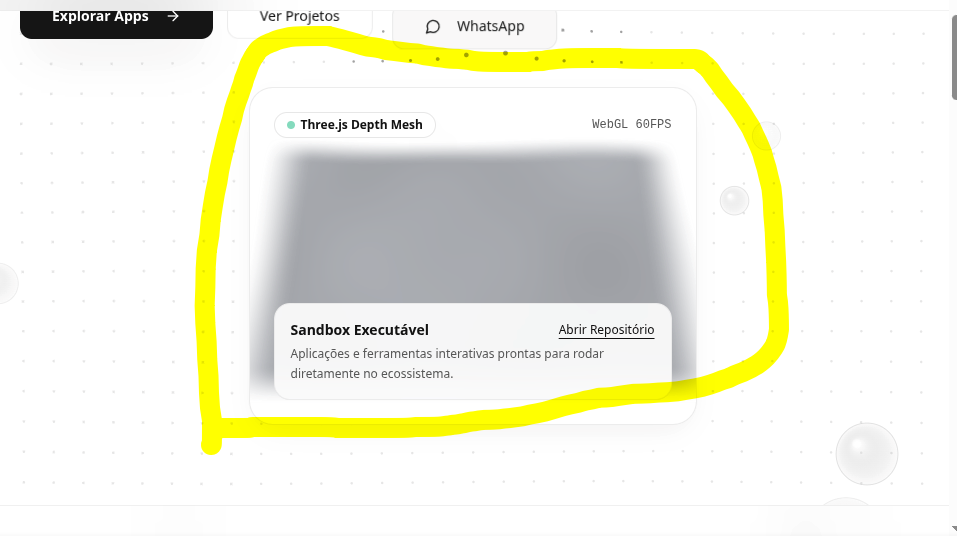 Explorar Apps
Ver Projetos
WhatsApp
Three.js Depth Mesh
WebGL 60FPS
Sandbox Executável
Abrir Repositório
Aplicações e ferramentas interativas prontas para rodar
diretamente no ecossistema.